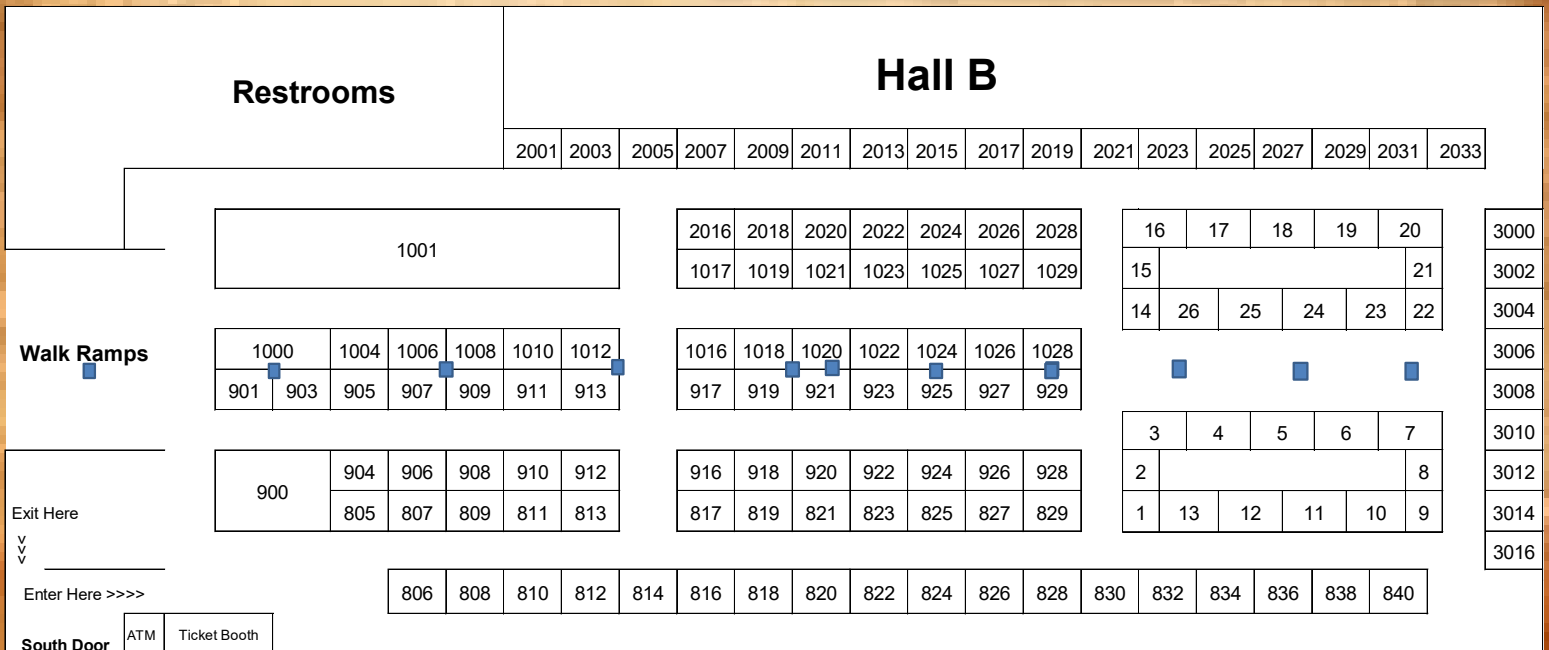 Hall B
Restrooms
2001 2003 2005 2007 2009 2011 2013 2015 2017 2019 2021 2023 2025 2027 2029 2031 2033
2016 2018 2020 2022 2024 2026 2028 16 17 18 19 20 3000
1001
1017 1019 1021 1023 1025 1027 1029 15 21 3002
14 26 25 24 23 22 3004
Walk Ramps 1000 1004 1006 1008 1010 1012 1016 1018 1020 1022 1024 1026 1028 3006
901 903 905 907 909 911 913 917 919 921 923 925 927 929 3008
3 4 5 6 7 3010
900 904 906 908 910 912 916 918 920 922 924 926 928 2 8 3012
Exit Here 805 807 809 811 813 817 819 821 823 825 827 829 1 13 12 11 10 9 3014
>>>
3016
Enter Here >>>> 806 808 810 812 814 816 818 820 822 824 826 828 830 832 834 836 838 840
South Door ATM Ticket Booth